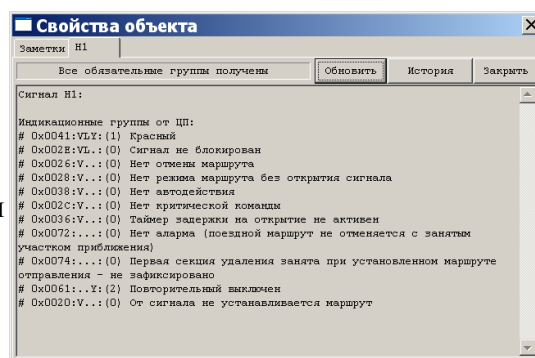 Свойства объекта
Заметки H1
Все обязательные группы получены Обновить История Закрыть
Сигнал H1:
Индикационные группы от ЦП:
# 0x0041:VLY:(1) Красный
# 0x002E:VL.:(0) Сигнал не блокирован
# 0x0026:V..:(0) Нет отмены маршрута
# 0x0028:V..:(0) Нет режима маршрута без открытия сигнала
# 0x0038:V..:(0) Нет автодействия
# 0x002C:V..:(0) Нет критической команды
# 0x0036:V..:(0) Таймер задержки на открытие не активен
# 0x0072:...:(0) Нет аларма (поездной маршрут не отменяется с занятым
участком приближения)
# 0x0074:...:(0) Первая секция удаления занята при установленном маршруте
отправления - не зафиксировано
# 0x0061:..Y:(2) Повторительный выключен
# 0x0020:V..:(0) От сигнала не устанавливается маршрут